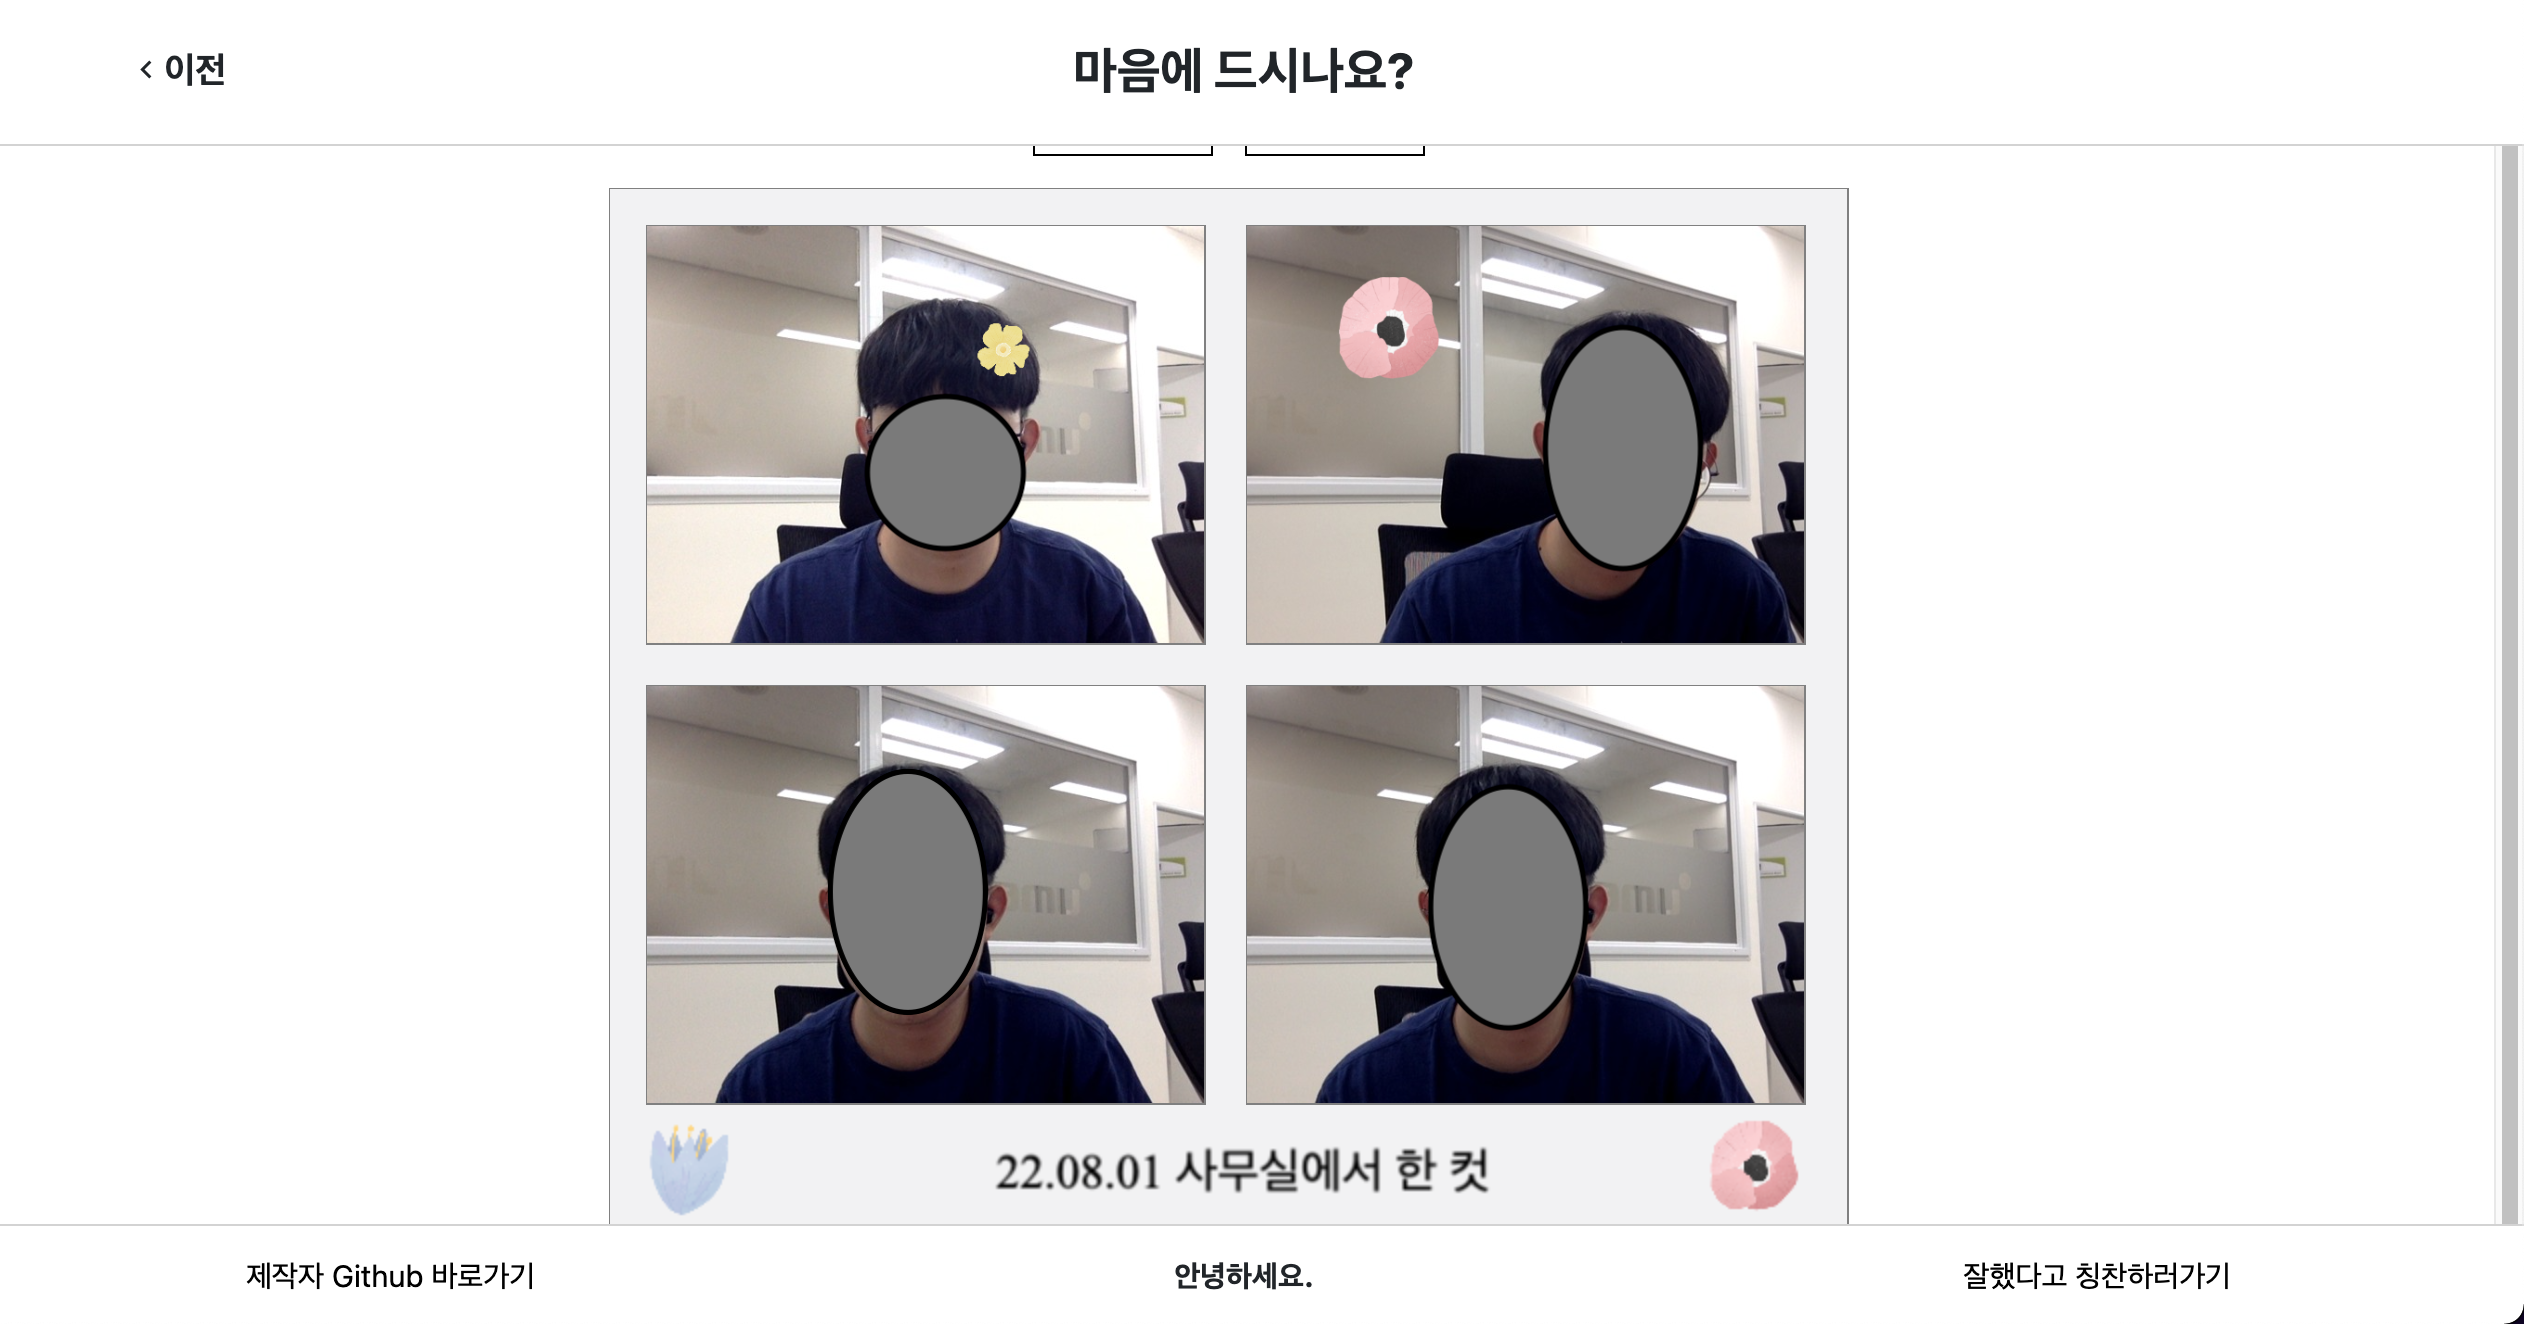 이전
마음에 드시나요?
22.08.01 사무실에서 한 컷
제작자 Github 바로가기
안녕하세요.
잘했다고 칭찬하러가기